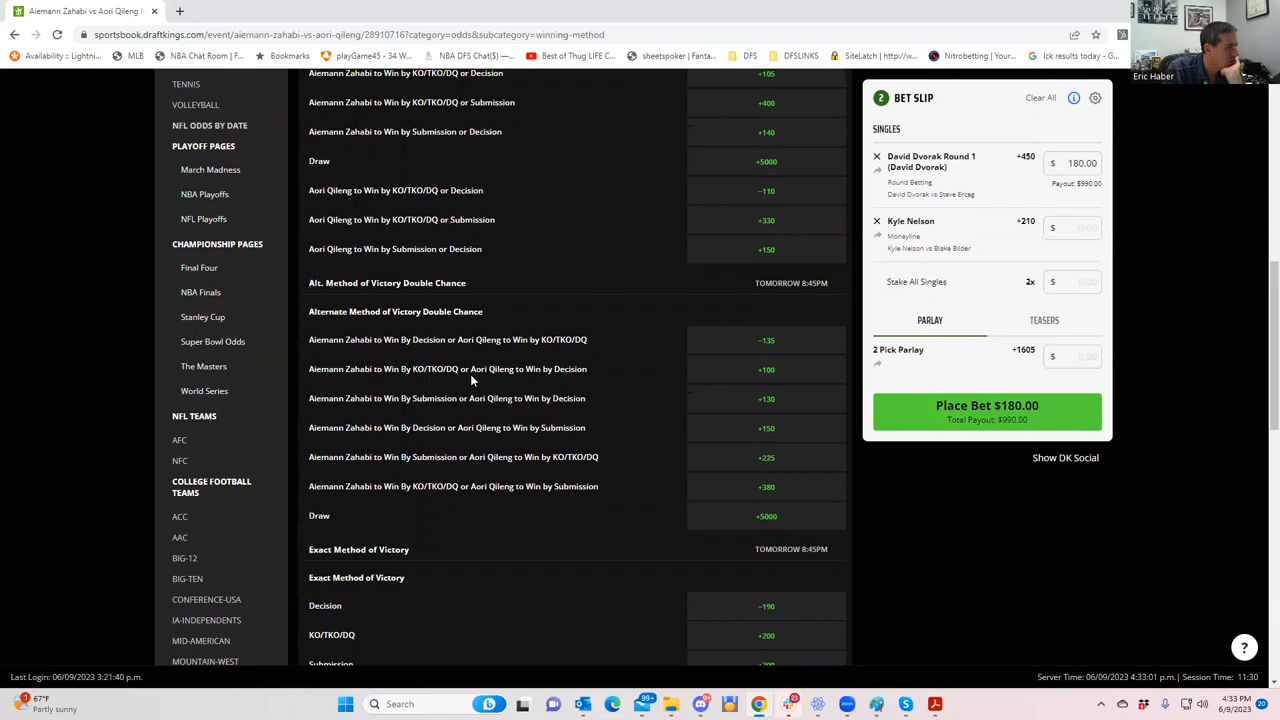 Aiemann Zahabi vs Aori Qileng M
sportsbook.draftkings.com/event/aiemann-zahabi-vs-aori-qileng/28910716?category=odds&subcategory=winning-method
Availability :: Lightnin...
MLB
NBA Chat Room | F...
Bookmarks
playGame45 - 34 W...
NBA DFS Chat($) —...
Best of Thug LIFE C...
sheetspoker | Fanta...
DFS
DFSLINKS
SiteLatch | http://w...
Nitrobetting | Your...
Ick results today - G...
Eric Haber
TENNIS
VOLLEYBALL
NFL ODDS BY DATE
PLAYOFF PAGES
March Madness
NBA Playoffs
NFL Playoffs
CHAMPIONSHIP PAGES
Final Four
NBA Finals
Stanley Cup
Super Bowl Odds
The Masters
World Series
NFL TEAMS
AFC
NFC
COLLEGE FOOTBALL TEAMS
ACC
AAC
BIG-12
BIG-TEN
CONFERENCE-USA
IA-INDEPENDENTS
MID-AMERICAN
MOUNTAIN-WEST
Aiemann Zahabi to Win By KO/TKO/DQ or Decision +105
Aiemann Zahabi to Win By KO/TKO/DQ or Submission +400
Aiemann Zahabi to Win By Submission or Decision +140
Draw +5000
Aori Qileng to Win By KO/TKO/DQ or Decision −110
Aori Qileng to Win By KO/TKO/DQ or Submission +330
Aori Qileng to Win By Submission or Decision +150
Alt. Method of Victory Double Chance TOMORROW 8:45PM
Alternate Method of Victory Double Chance
Aiemann Zahabi to Win By Decision or Aori Qileng to Win by KO/TKO/DQ −135
Aiemann Zahabi to Win By KO/TKO/DQ or Aori Qileng to Win by Decision +100
Aiemann Zahabi to Win By Submission or Aori Qileng to Win by Decision +130
Aiemann Zahabi to Win By Decision or Aori Qileng to Win by Submission +150
Aiemann Zahabi to Win By Submission or Aori Qileng to Win by KO/TKO/DQ +225
Aiemann Zahabi to Win By KO/TKO/DQ or Aori Qileng to Win by Submission +380
Draw +5000
Exact Method of Victory TOMORROW 8:45PM
Exact Method of Victory
Decision −190
KO/TKO/DQ +200
Submission
2 BET SLIP Clear All
SINGLES
David Dvorak Round 1 +450 $ 180.00
(David Dvorak)
Round Betting Payout: $990.00
David Dvorak vs Steve Erceg
Kyle Nelson +210 $ 0.00
Moneyline
Kyle Nelson vs Blake Bilder
Stake All Singles 2x $ 0.00
PARLAY TEASERS
2 Pick Parlay +1605 $ 0.00
Place Bet $180.00
Total Payout: $990.00
Show DK Social
?
Last Login: 06/09/2023 3:21:40 p.m. Server Time: 06/09/2023 4:33:01 p.m. | Session Time: 11:30
67°F
Partly sunny
Search
99+
23
4:33 PM
6/9/2023
20